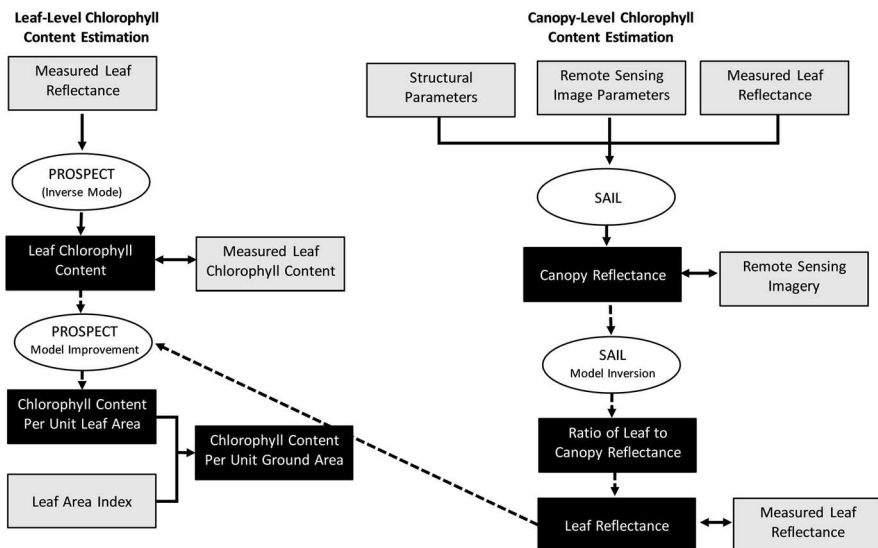 Leaf-Level Chlorophyll
Content Estimation
Measured Leaf
Reflectance
PROSPECT
(Inverse Mode)
Leaf Chlorophyll
Content
Measured Leaf
Chlorophyll Content
PROSPECT
Model Improvement
Chlorophyll Content
Per Unit Leaf Area
Chlorophyll Content
Per Unit Ground Area
Leaf Area Index
Canopy-Level Chlorophyll
Content Estimation
Structural
Parameters
Remote Sensing
Image Parameters
Measured Leaf
Reflectance
SAIL
Canopy Reflectance
Remote Sensing
Imagery
SAIL
Model Inversion
Ratio of Leaf to
Canopy Reflectance
Leaf Reflectance
Measured Leaf
Reflectance